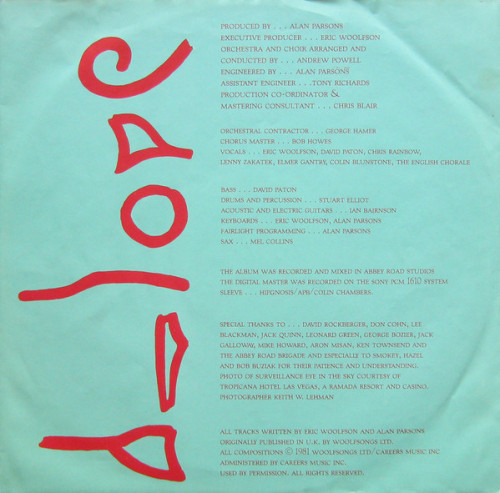 PRODUCED BY . . . ALAN PARSONS
EXECUTIVE PRODUCER . . . ERIC WOOLFSON
ORCHESTRA AND CHOIR ARRANGED AND
CONDUCTED BY . . . ANDREW POWELL
ENGINEERED BY . . . ALAN PARSONS
ASSISTANT ENGINEER . . .TONY RICHARDS
PRODUCTION CO-ORDINATOR &
MASTERING CONSULTANT . . . CHRIS BLAIR
ORCHESTRAL CONTRACTOR . . . GEORGE HAMER
CHORUS MASTER . . . BOB HOWES
VOCALS . . . ERIC WOOLFSON, DAVID PATON, CHRIS RAINBOW,
LENNY ZAKATEK, ELMER GANTRY, COLIN BLUNSTONE, THE ENGLISH CHORALE
BASS . . . DAVID PATON
DRUMS AND PERCUSSION . . . STUART ELLIOT
ACOUSTIC AND ELECTRIC GUITARS . . . IAN BAIRNSON
KEYBOARDS . . . ERIC WOOLFSON, ALAN PARSONS
FAIRLIGHT PROGRAMMING . . . ALAN PARSONS
SAX . . . MEL COLLINS
THE ALBUM WAS RECORDED AND MIXED IN ABBEY ROAD STUDIOS
THE DIGITAL MASTER WAS RECORDED ON THE SONY PCM 1610 SYSTEM
SLEEVE . . . HIPGNOSIS/APB/COLIN CHAMBERS.
SPECIAL THANKS TO . . . DAVID ROCKBERGER, DON COHN, LEE
BLACKMAN, JACK QUINN, LEONARD GREEN, GEORGE BODIER, JACK
GALLOWAY, MIKE HOWARD, ARON MISAN, KEN TOWNSEND AND
THE ABBEY ROAD BRIGADE AND ESPECIALLY TO SMOKEY, HAZEL
AND BOB BUZIAK FOR THEIR PATIENCE AND UNDERSTANDING.
PHOTO OF SURVEILLANCE EYE IN THE SKY COURTESY OF
TROPICANA HOTEL LAS VEGAS, A RAMADA RESORT AND CASINO.
PHOTOGRAPHER KEITH W. LEHMAN
ALL TRACKS WRITTEN BY ERIC WOOLFSON AND ALAN PARSONS
ORIGINALLY PUBLISHED IN U.K. BY WOOLFSONGS LTD.
ALL COMPOSITIONS © 1981 WOOLFSONGS LTD/CAREERS MUSIC INC
ADMINISTERED BY CAREERS MUSIC INC.
USED BY PERMISSION. ALL RIGHTS RESERVED.